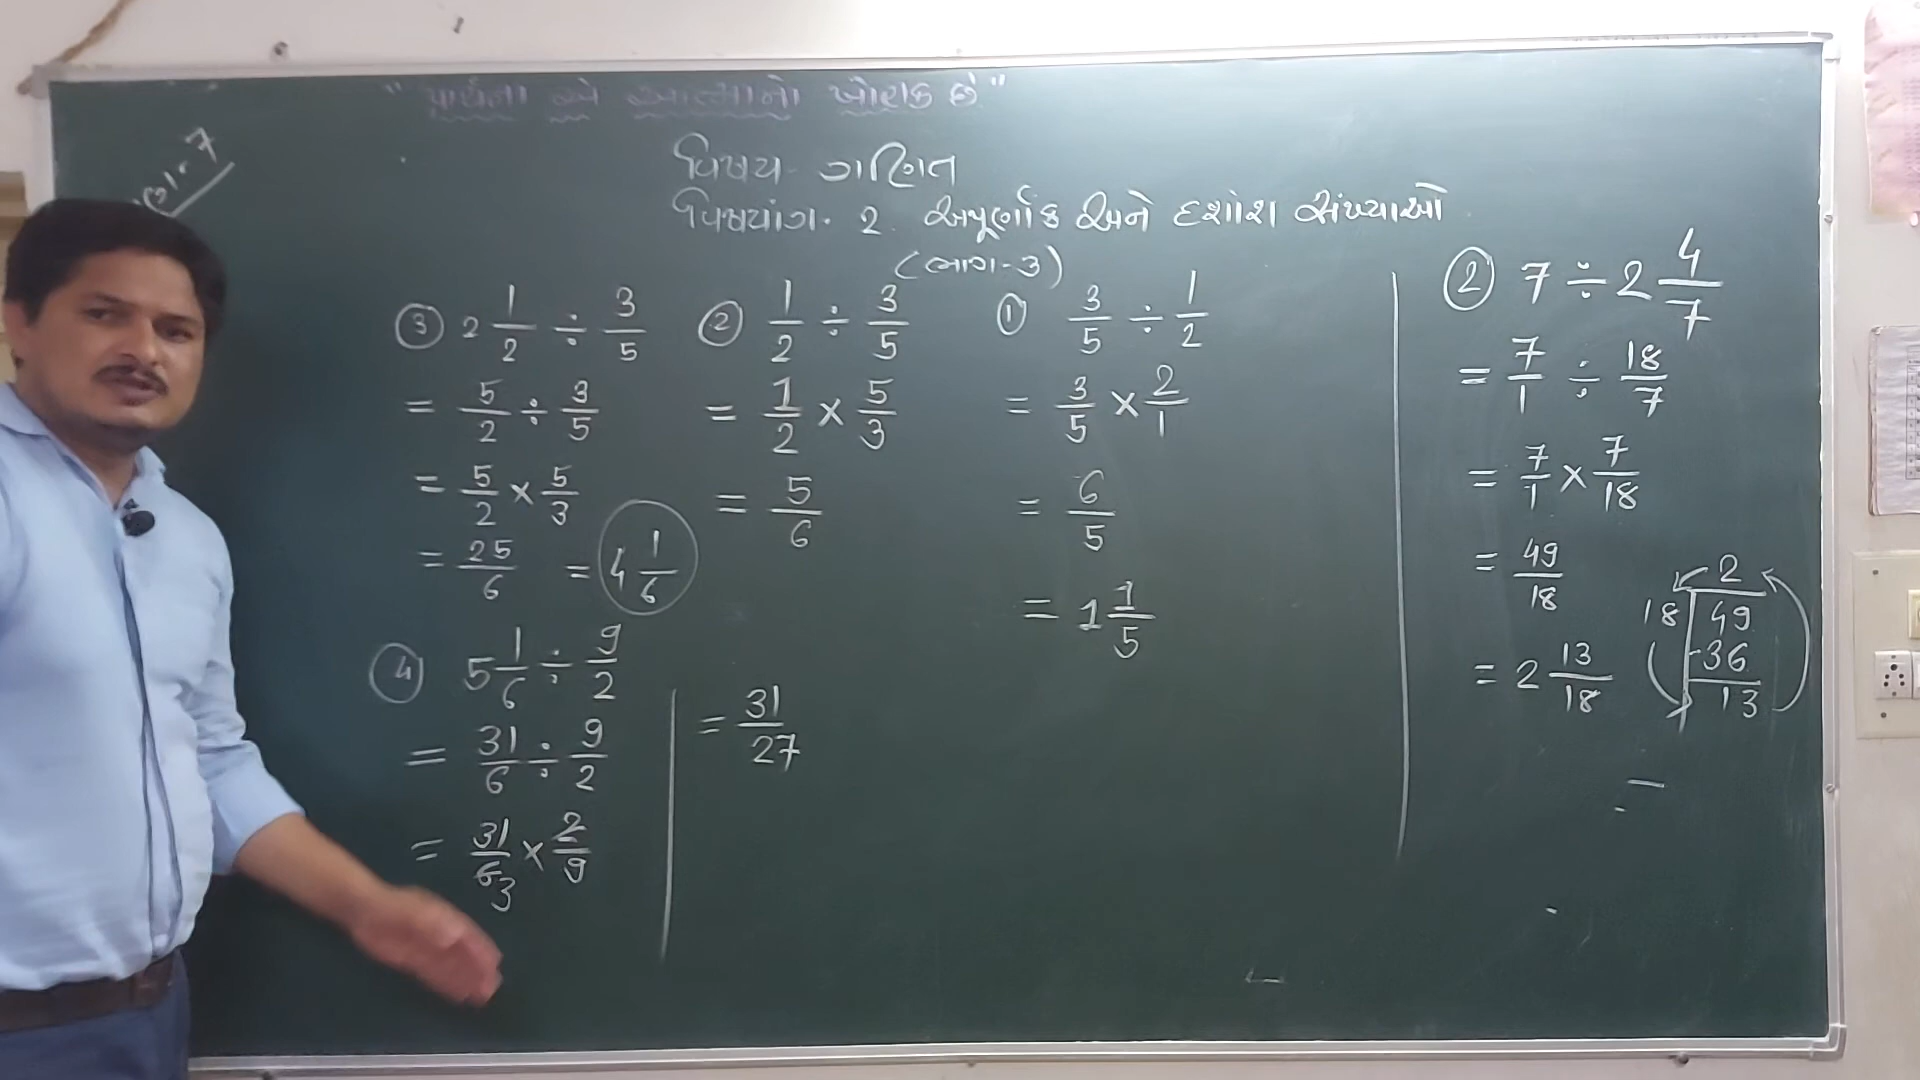 " પ્રાર્થના એ આત્માનો ખોરાક છે "
ધો. 7
વિષય - ગણિત
વિષયાંગ. 2. અપૂર્ણાંક અને દશાંશ સંખ્યાઓ
(ભાગ-૩)
③ 2 1/2 ÷ 3/5
= 5/2 ÷ 3/5
= 5/2 × 5/3
= 25/6 = 4 1/6
④ 5 1/6 ÷ 9/2
= 31/6 ÷ 9/2
= 31/6 3 × 2/9
= 31/27
② 1/2 ÷ 3/5
= 1/2 × 5/3
= 5/6
① 3/5 ÷ 1/2
= 3/5 × 2/1
= 6/5
= 1 1/5
② 7 ÷ 2 4/7
= 7/1 ÷ 18/7
= 7/1 × 7/18
= 49/18
= 2 13/18
2
18 49
-36
13